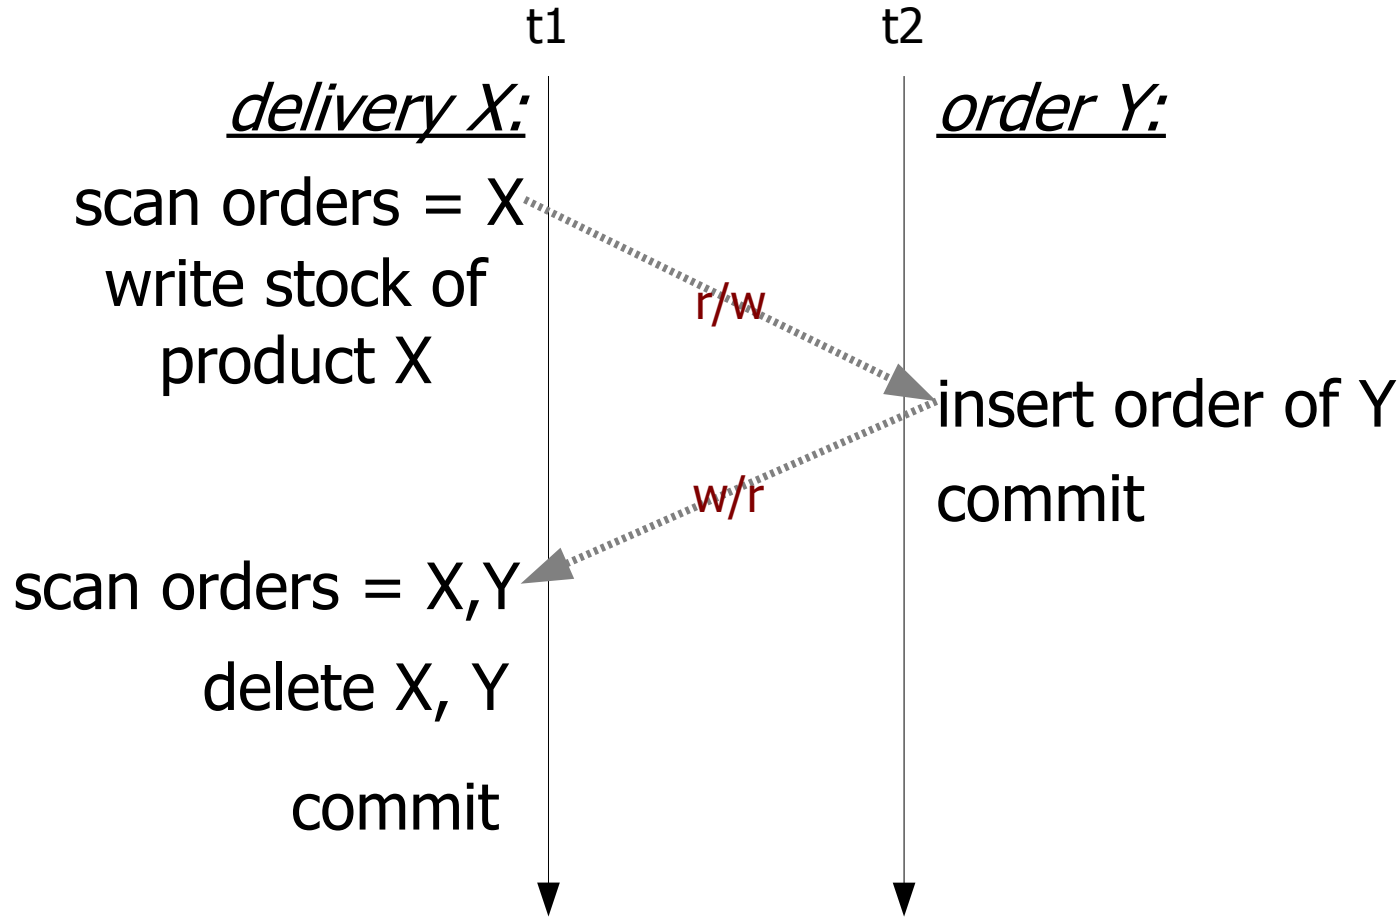 t1
t2
delivery X:
order Y:
scan orders = X
write stock of
product X
r/w
insert order of Y
w/r
commit
scan orders = X,Y
delete X, Y
commit